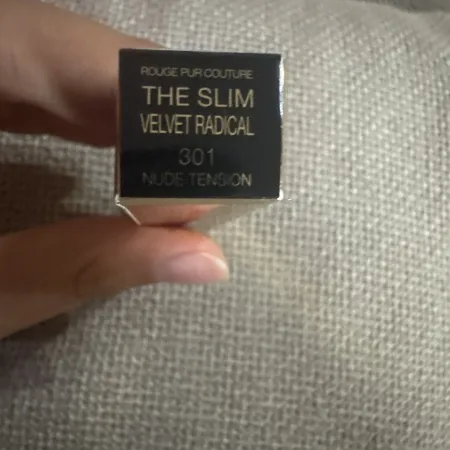 ROUGE PUR COUTURE
THE SLIM
VELVET RADICAL
301
NUDE TENSION